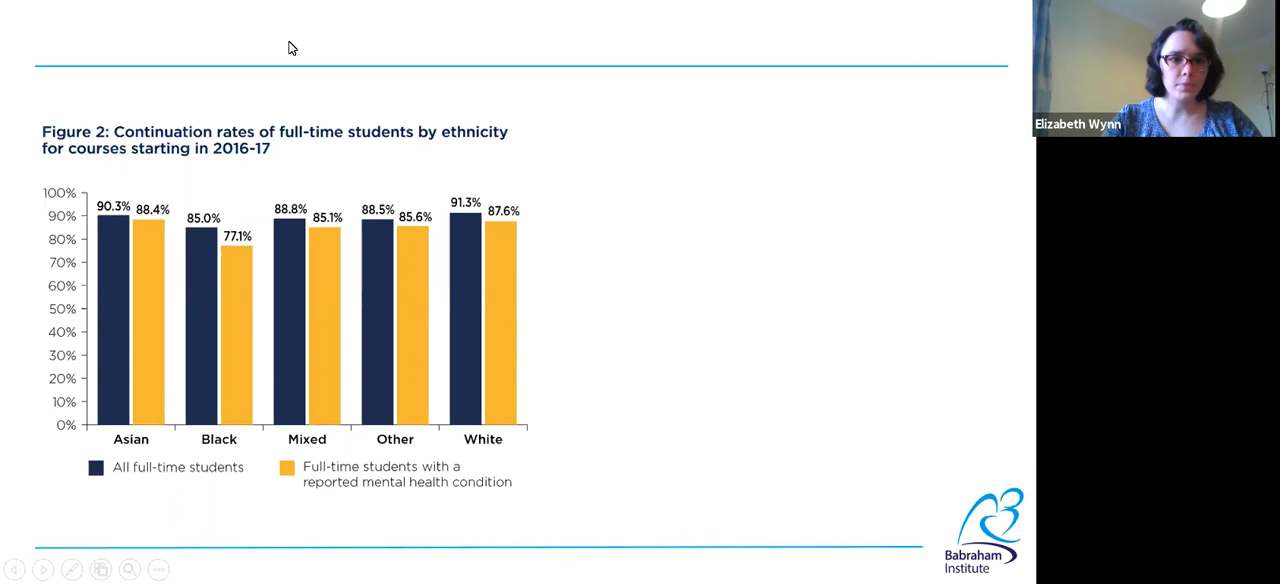 Elizabeth Wynn
Figure 2: Continuation rates of full-time students by ethnicity
for courses starting in 2016-17
100%
90%
80%
70%
60%
50%
40%
30%
20%
10%
0%
90.3%
88.4%
85.0%
77.1%
88.8%
85.1%
88.5%
85.6%
91.3%
87.6%
Asian
Black
Mixed
Other
White
All full-time students
Full-time students with a
reported mental health condition
Babraham
Institute